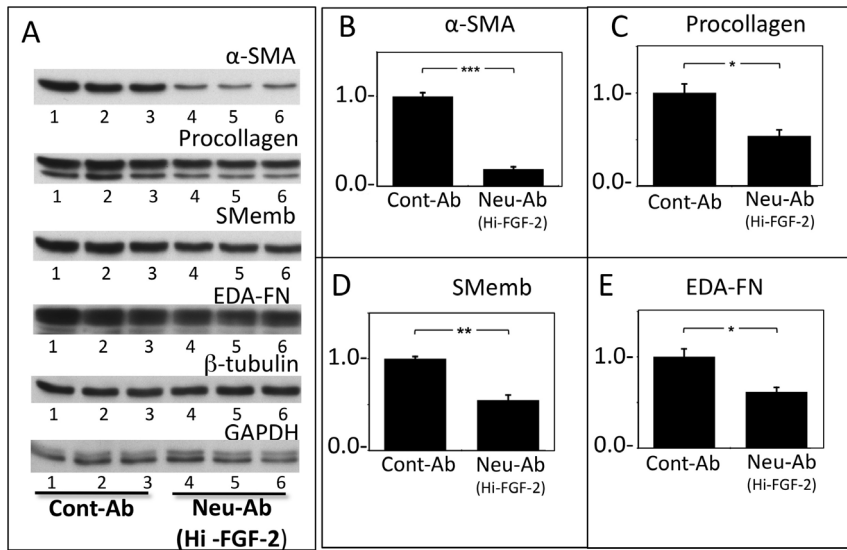 A
α-SMA
1 2 3 4 5 6
Procollagen
1 2 3 4 5 6
SMemb
1 2 3 4 5 6
EDA-FN
1 2 3 4 5 6
β-tubulin
1 2 3 4 5 6
GAPDH
1 2 3 4 5 6
Cont-Ab Neu-Ab
(Hi -FGF-2)
B α-SMA
***
1.0-
0.0-
Cont-Ab Neu-Ab
(Hi-FGF-2)
C Procollagen
*
1.0-
0.0-
Cont-Ab Neu-Ab
(Hi-FGF-2)
D SMemb
**
1.0-
0.0-
Cont-Ab Neu-Ab
(Hi-FGF-2)
E EDA-FN
*
1.0-
0.0-
Cont-Ab Neu-Ab
(Hi-FGF-2)